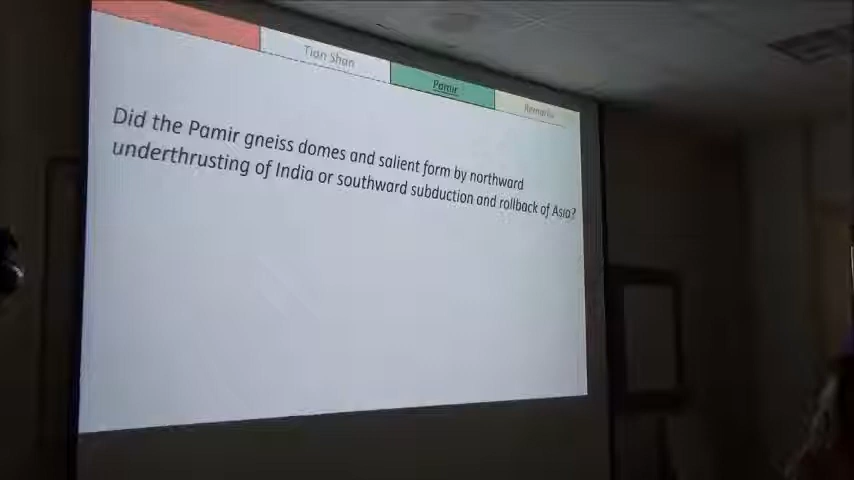 Tian Shan
Pamir
Remarks
Did the Pamir gneiss domes and salient form by northward
underthrusting of India or southward subduction and rollback of Asia?